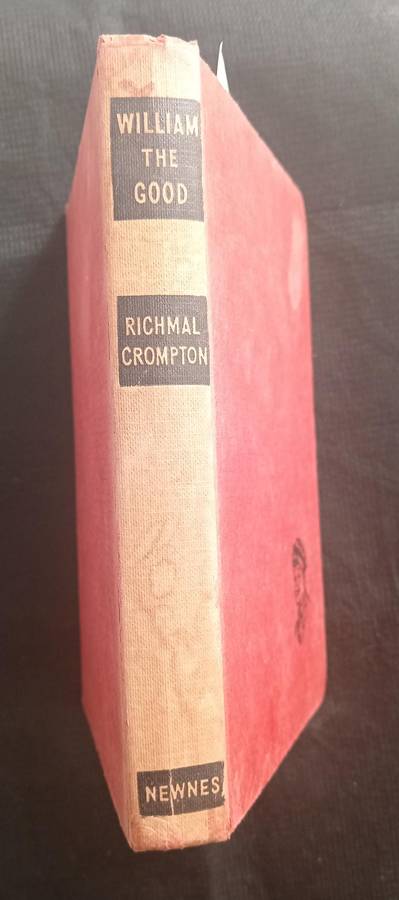 WILLIAM
THE
GOOD
RICHMAL
CROMPTON
NEWNES